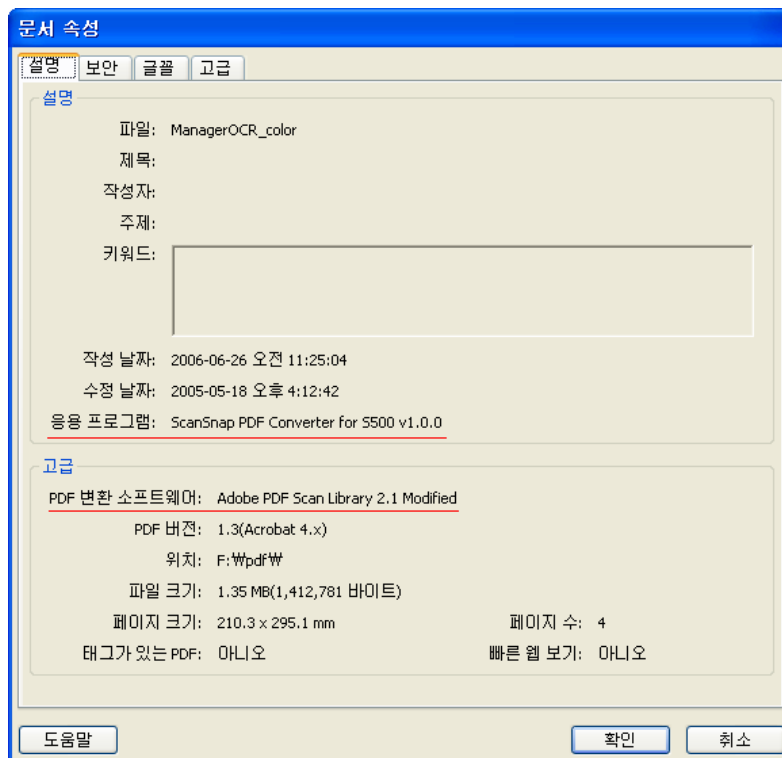 문서 속성
설명 보안 글꼴 고급
설명
파일: ManagerOCR_color
제목:
작성자:
주제:
키워드:
작성 날짜: 2006-06-26 오전 11:25:04
수정 날짜: 2005-05-18 오후 4:12:42
응용 프로그램: ScanSnap PDF Converter for S500 v1.0.0
고급
PDF 변환 소프트웨어: Adobe PDF Scan Library 2.1 Modified
PDF 버전: 1.3(Acrobat 4.x)
위치: F:₩pdf₩
파일 크기: 1.35 MB(1,412,781 바이트)
페이지 크기: 210.3 x 295.1 mm 페이지 수: 4
태그가 있는 PDF: 아니오 빠른 웹 보기: 아니오
도움말 확인 취소